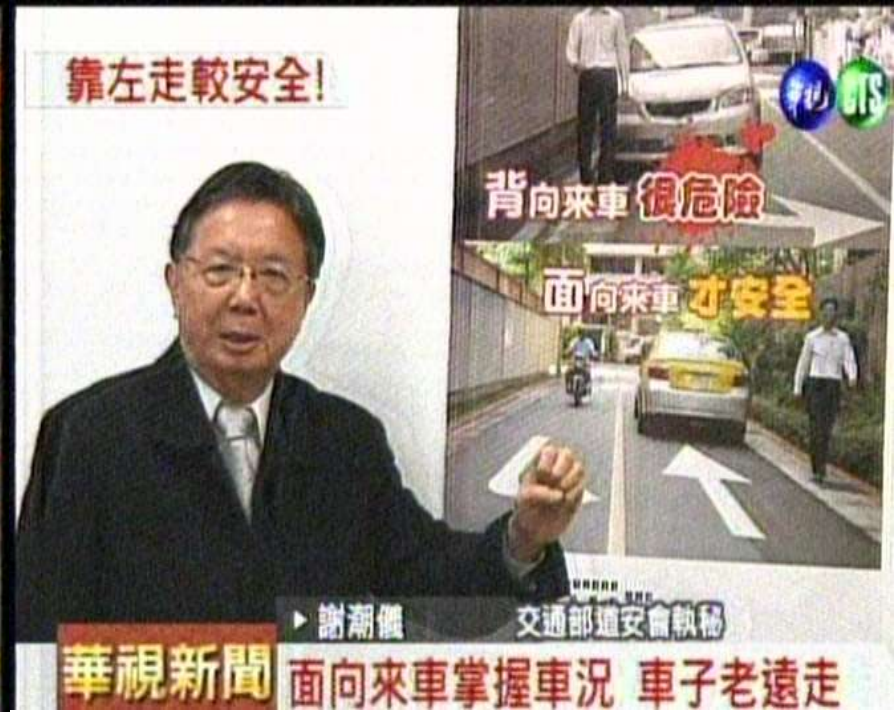 靠左走較安全!
華視 CTS
背向來車 很危險
面向來車 才安全
謝潮儀 交通部道安會執秘
華視新聞 面向來車掌握車況 車子老遠走